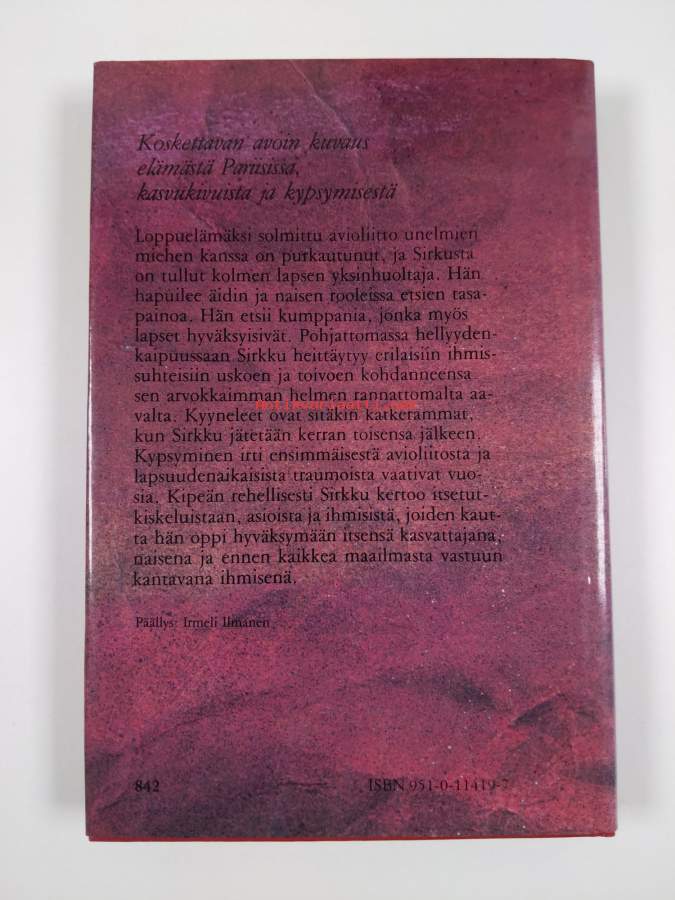 Koskettavan avoin kuvaus
elämästä Pariisissa,
kasvukivuista ja kypsymisestä
Loppuelämäksi solmittu avioliitto unelmien
miehen kanssa on purkautunut, ja Sirkusta
on tullut kolmen lapsen yksinhuoltaja. Hän
hapuilee äidin ja naisen rooleissa etsien tasa-
painoa. Hän etsii kumppania, jonka myös
lapset hyväksyisivät. Pohjattomassa hellyyden-
kaipuussaan Sirkku heittäytyy erilaisiin ihmis-
suhteisiin uskoen ja toivoen kohdanneensa
sen arvokkaimman helmen rannattomalta aa-
valta. Kyyneleet ovat sitäkin katkerammat,
kun Sirkku jätetään kerran toisensa jälkeen.
Kypsyminen irti ensimmäisestä avioliitosta ja
lapsuudenaikaisista traumoista vaativat vuo-
sia. Kipeän rehellisesti Sirkku kertoo itsetut-
kiskeluistaan, asioista ja ihmisistä, joiden kaut-
ta hän oppi hyväksymään itsensä kasvattajana,
naisena ja ennen kaikkea maailmasta vastuun
kantavana ihmisenä.
Päällys: Irmeli Ilmanen
842
ISBN 951-0-11419-7